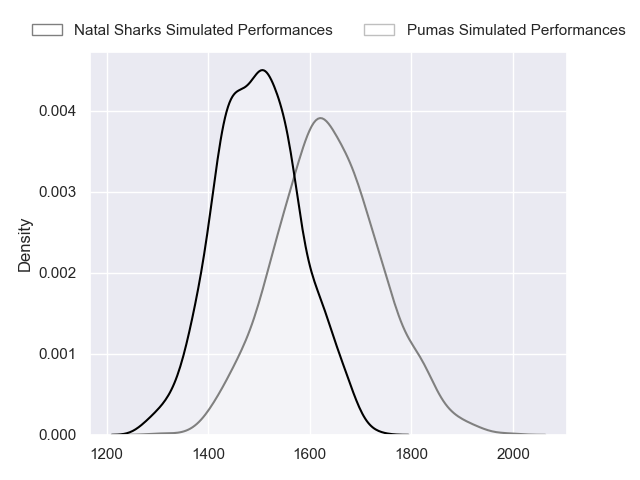 Natal Sharks Simulated Performances
Pumas Simulated Performances
Density
0.004
0.003
0.002
0.001
0.000
1200 1400 1600 1800 2000